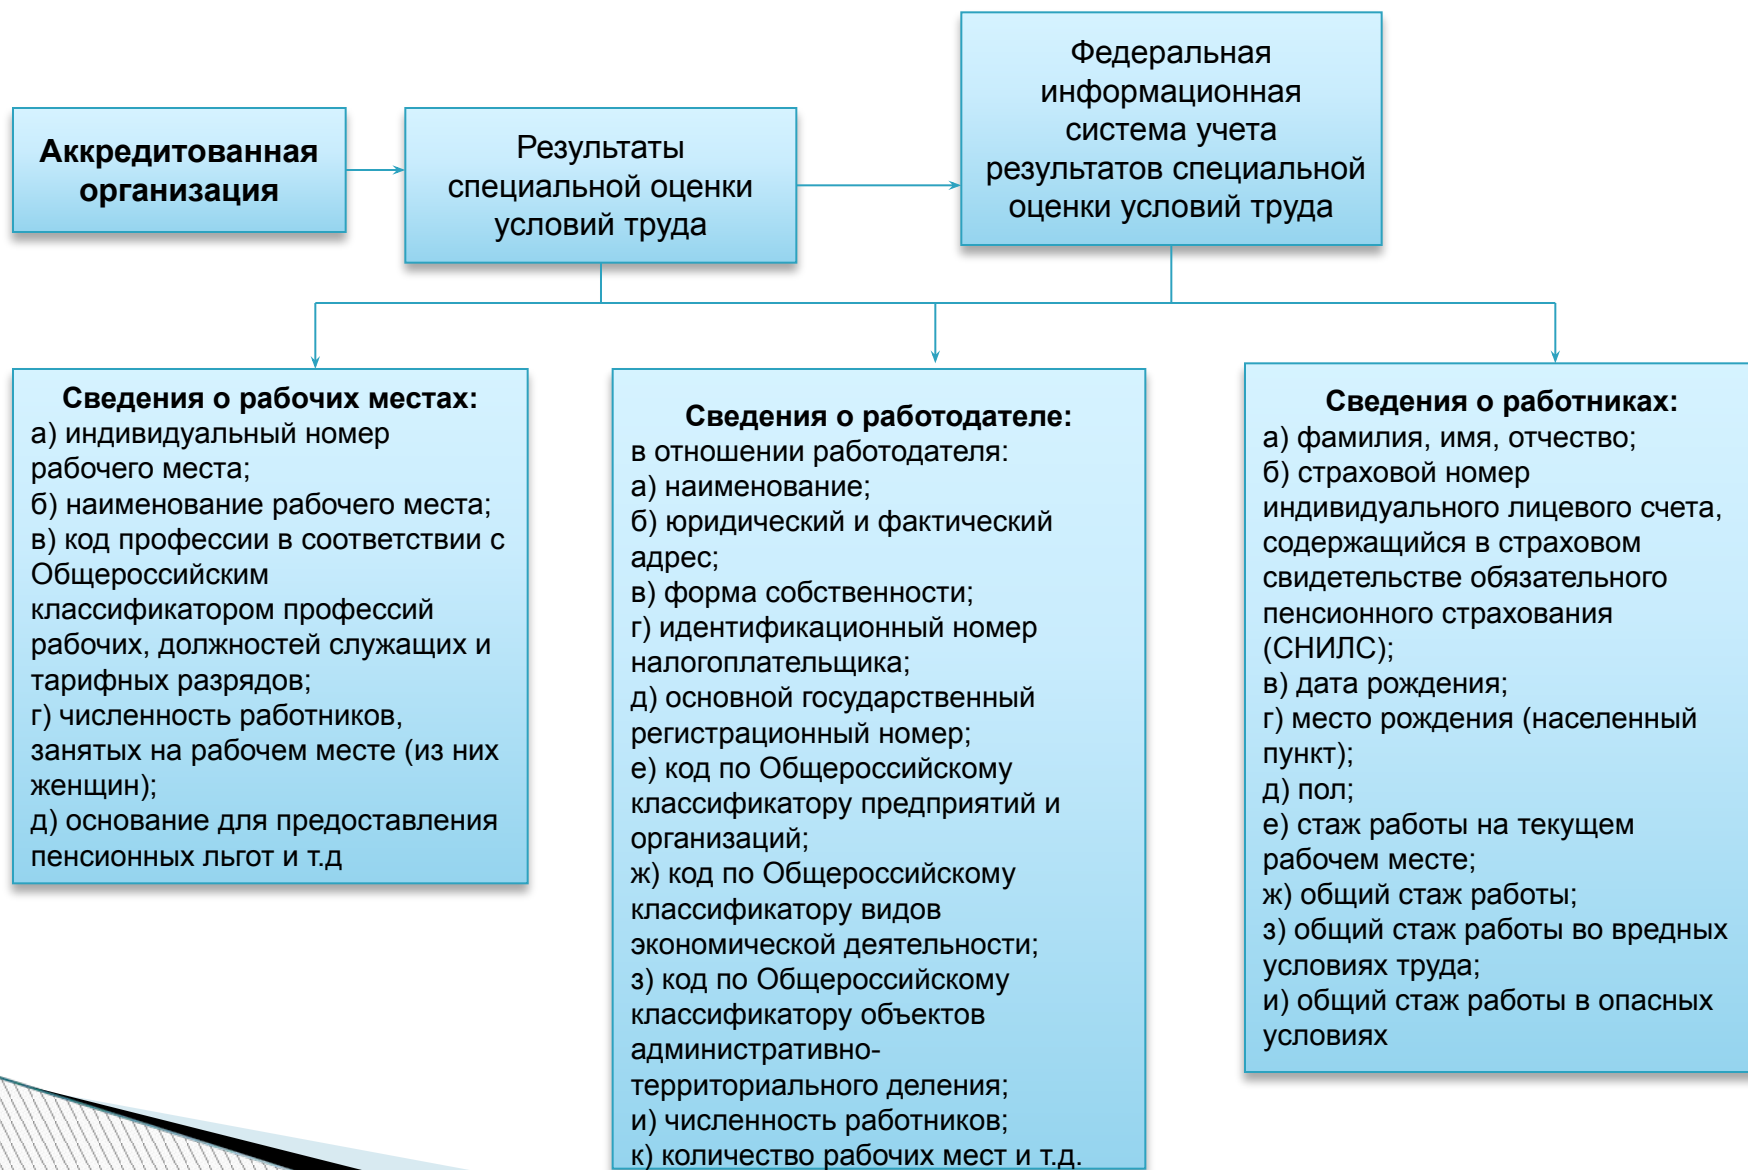 Аккредитованная
организация
Результаты
специальной оценки
условий труда
Федеральная
информационная
система учета
результатов специальной
оценки условий труда
Сведения о рабочих местах:
а) индивидуальный номер
рабочего места;
б) наименование рабочего места;
в) код профессии в соответствии с
Общероссийским
классификатором профессий
рабочих, должностей служащих и
тарифных разрядов;
г) численность работников,
занятых на рабочем месте (из них
женщин);
д) основание для предоставления
пенсионных льгот и т.д
Сведения о работодателе:
в отношении работодателя:
а) наименование;
б) юридический и фактический
адрес;
в) форма собственности;
г) идентификационный номер
налогоплательщика;
д) основной государственный
регистрационный номер;
е) код по Общероссийскому
классификатору предприятий и
организаций;
ж) код по Общероссийскому
классификатору видов
экономической деятельности;
з) код по Общероссийскому
классификатору объектов
административно-
территориального деления;
и) численность работников;
к) количество рабочих мест и т.д.
Сведения о работниках:
а) фамилия, имя, отчество;
б) страховой номер
индивидуального лицевого счета,
содержащийся в страховом
свидетельстве обязательного
пенсионного страхования
(СНИЛС);
в) дата рождения;
г) место рождения (населенный
пункт);
д) пол;
е) стаж работы на текущем
рабочем месте;
ж) общий стаж работы;
з) общий стаж работы во вредных
условиях труда;
и) общий стаж работы в опасных
условиях